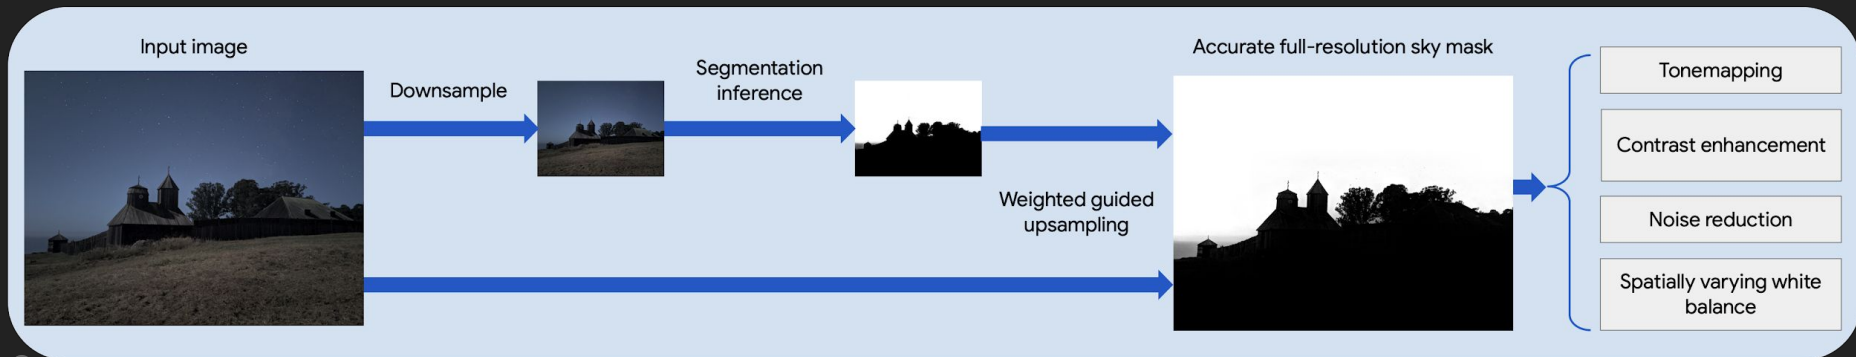 Input image
Downsample
Segmentation
inference
Weighted guided
upsampling
Accurate full-resolution sky mask
Tonemapping
Contrast enhancement
Noise reduction
Spatially varying white
balance